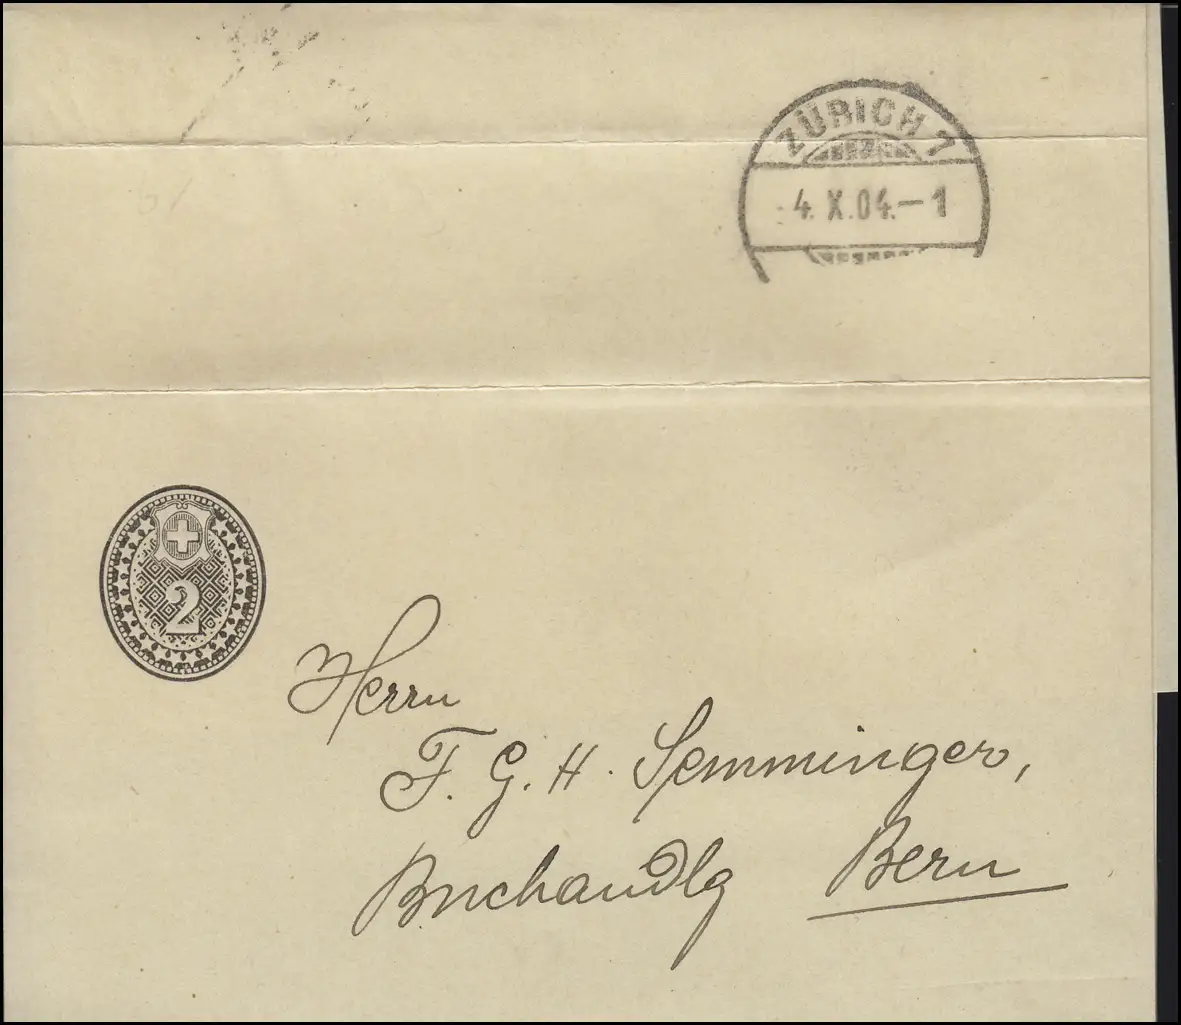 ZÜRICH 1
4. X. 04.–1
2
Herrn
F. G. H. Semminger,
Buchandlg Bern